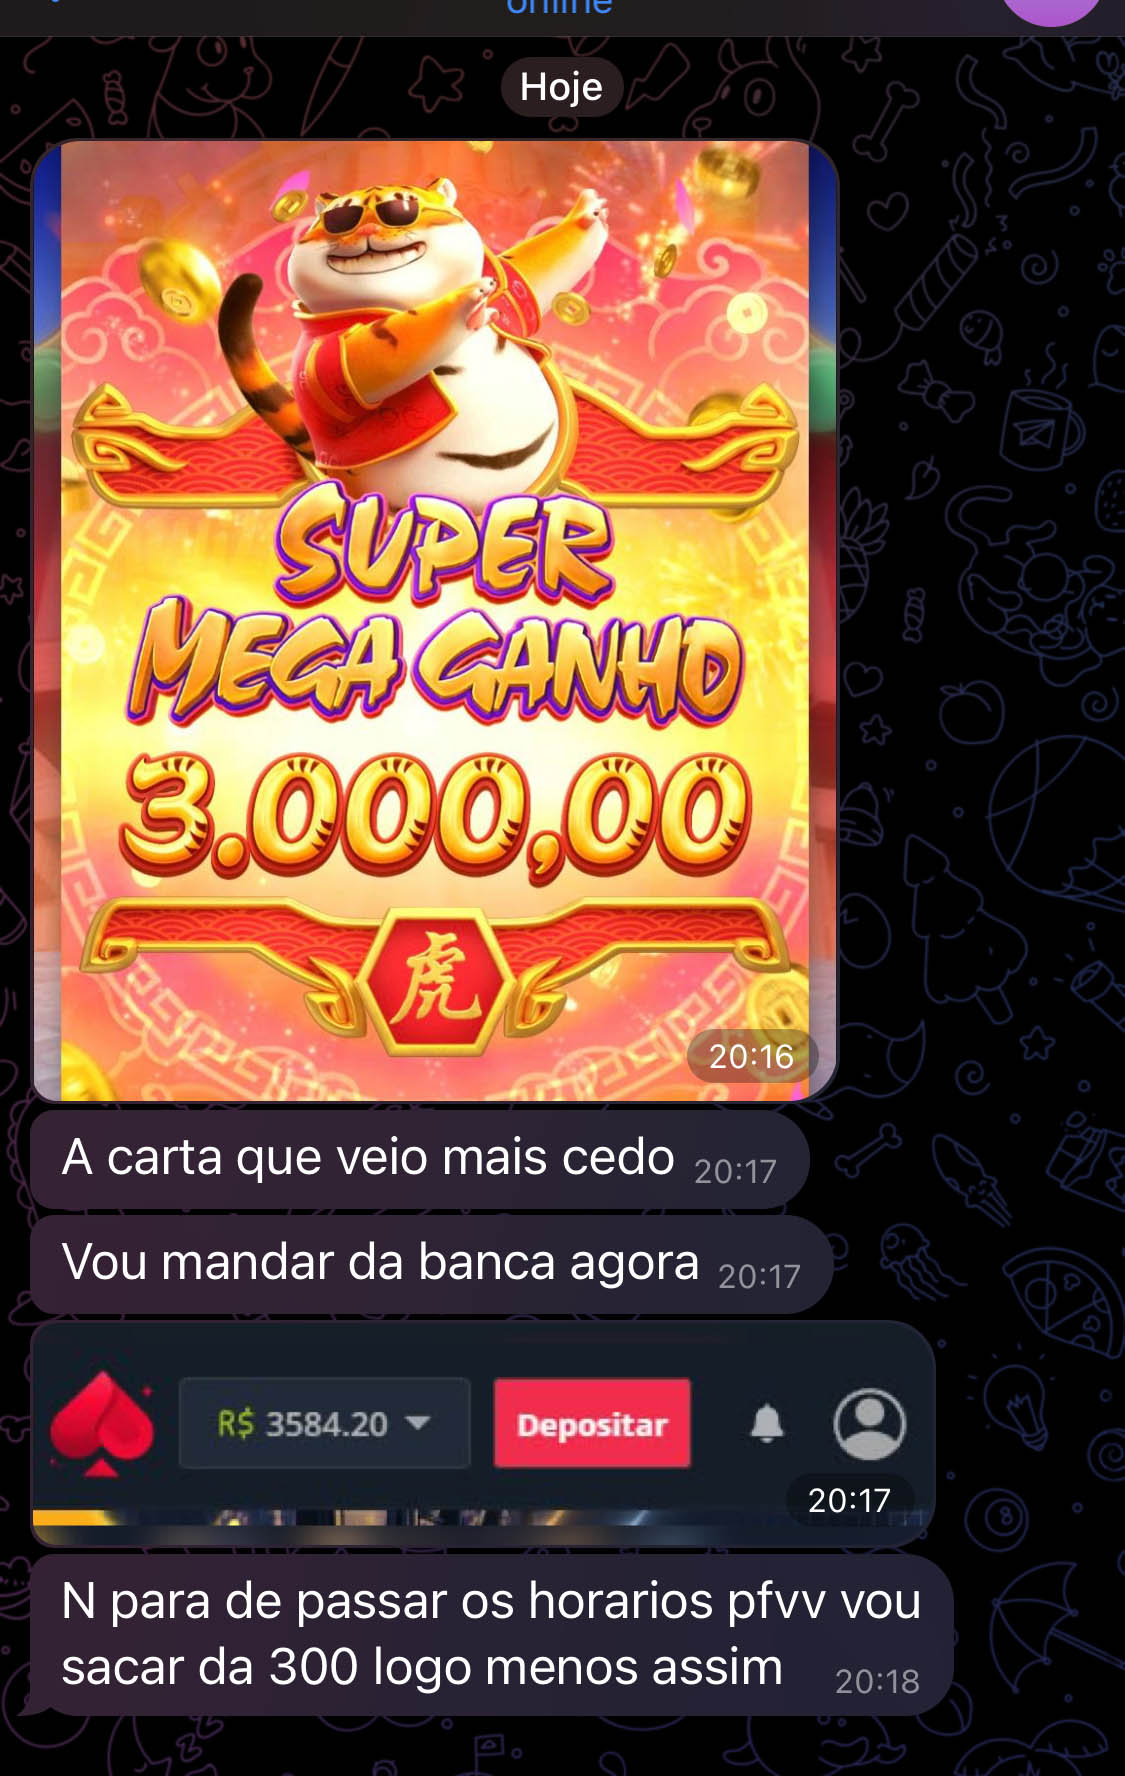 online
Hoje
SUPER
MEGA GANHO
3.000,00
虎
20:16
A carta que veio mais cedo 20:17
Vou mandar da banca agora 20:17
R$ 3584.20 Depositar
20:17
N para de passar os horarios pfvv vou
sacar da 300 logo menos assim 20:18